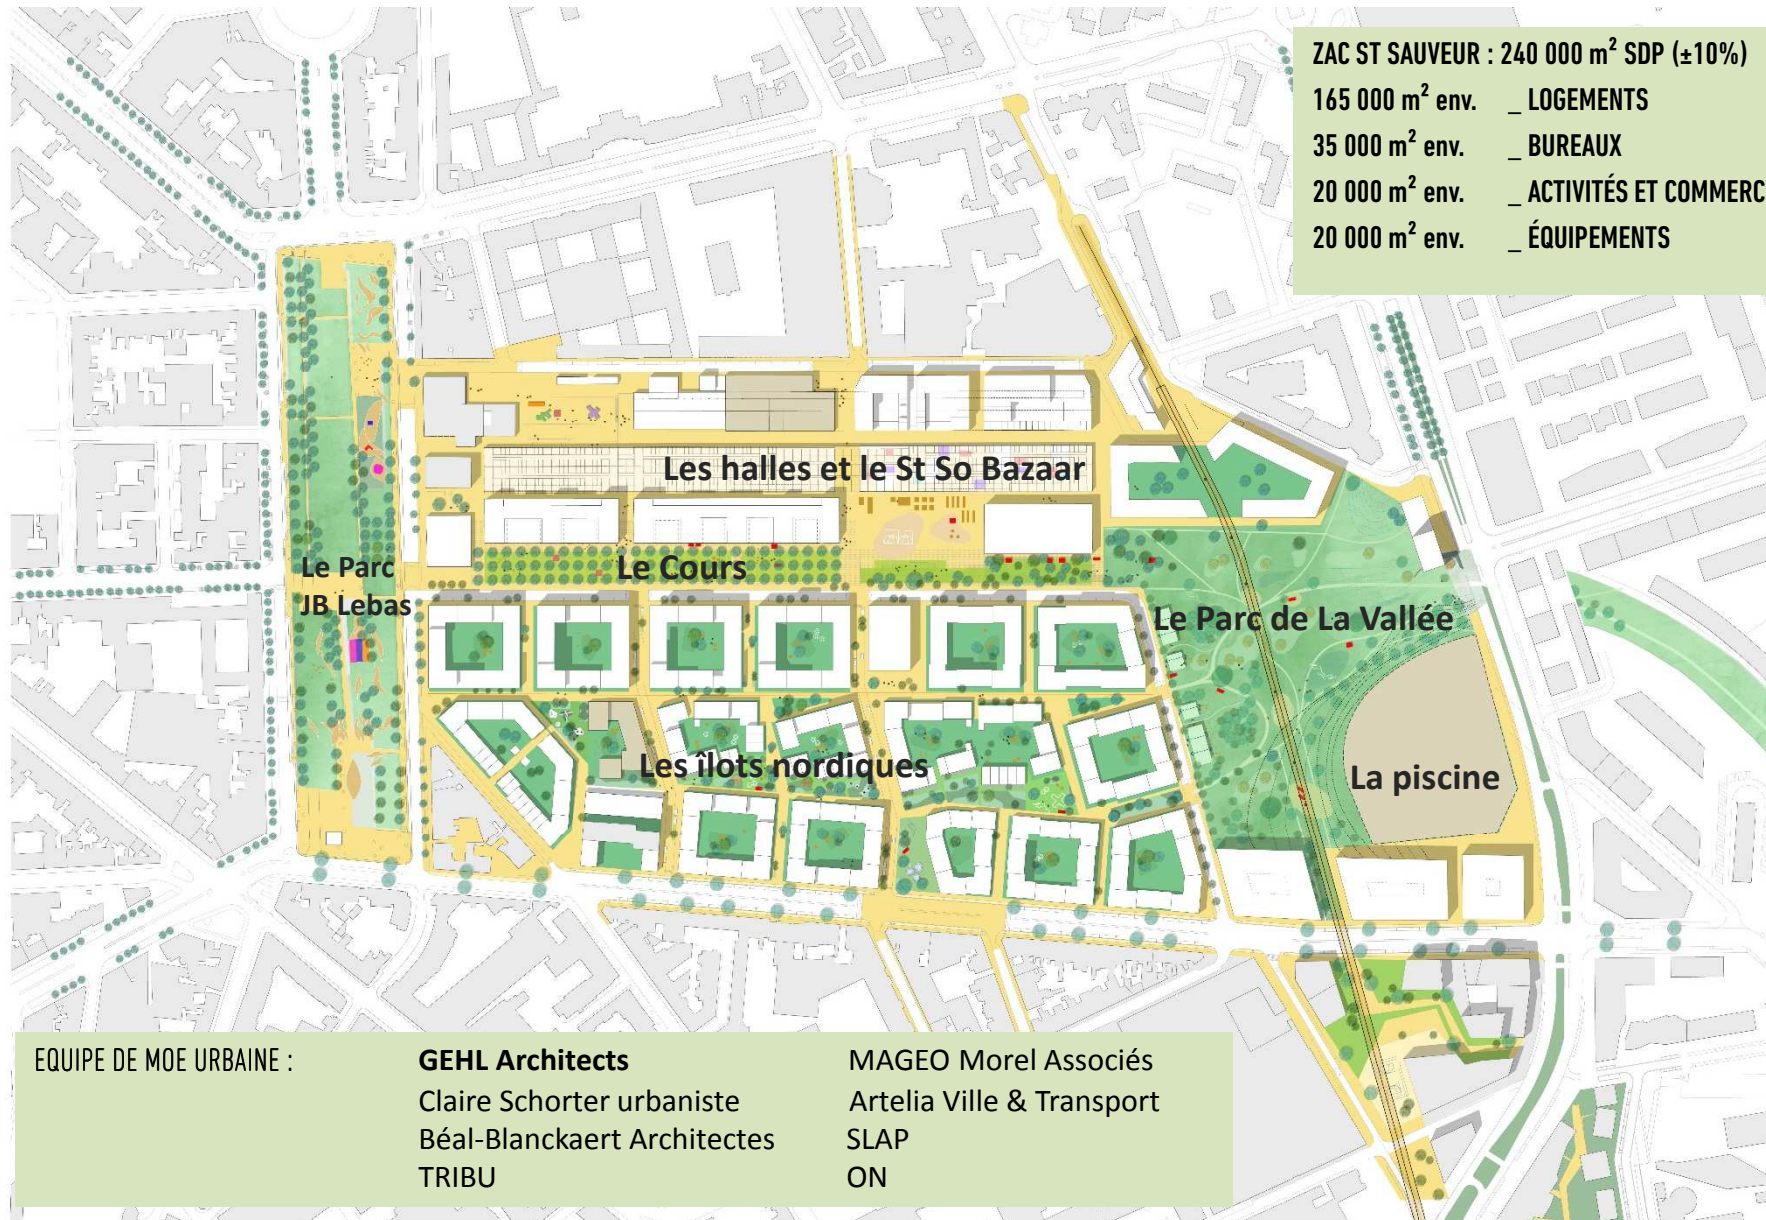 ZAC ST SAUVEUR : 240 000 m² SDP (±10%)
165 000 m² env. _ LOGEMENTS
35 000 m² env. _ BUREAUX
20 000 m² env. _ ACTIVITÉS ET COMMERC
20 000 m² env. _ ÉQUIPEMENTS
Les halles et le St So Bazaar
Le Parc
JB Lebas
Le Cours
Le Parc de La Vallée
Les îlots nordiques
La piscine
EQUIPE DE MOE URBAINE :
GEHL Architects
Claire Schorter urbaniste
Béal-Blanckaert Architectes
TRIBU
MAGEO Morel Associés
Artelia Ville & Transport
SLAP
ON